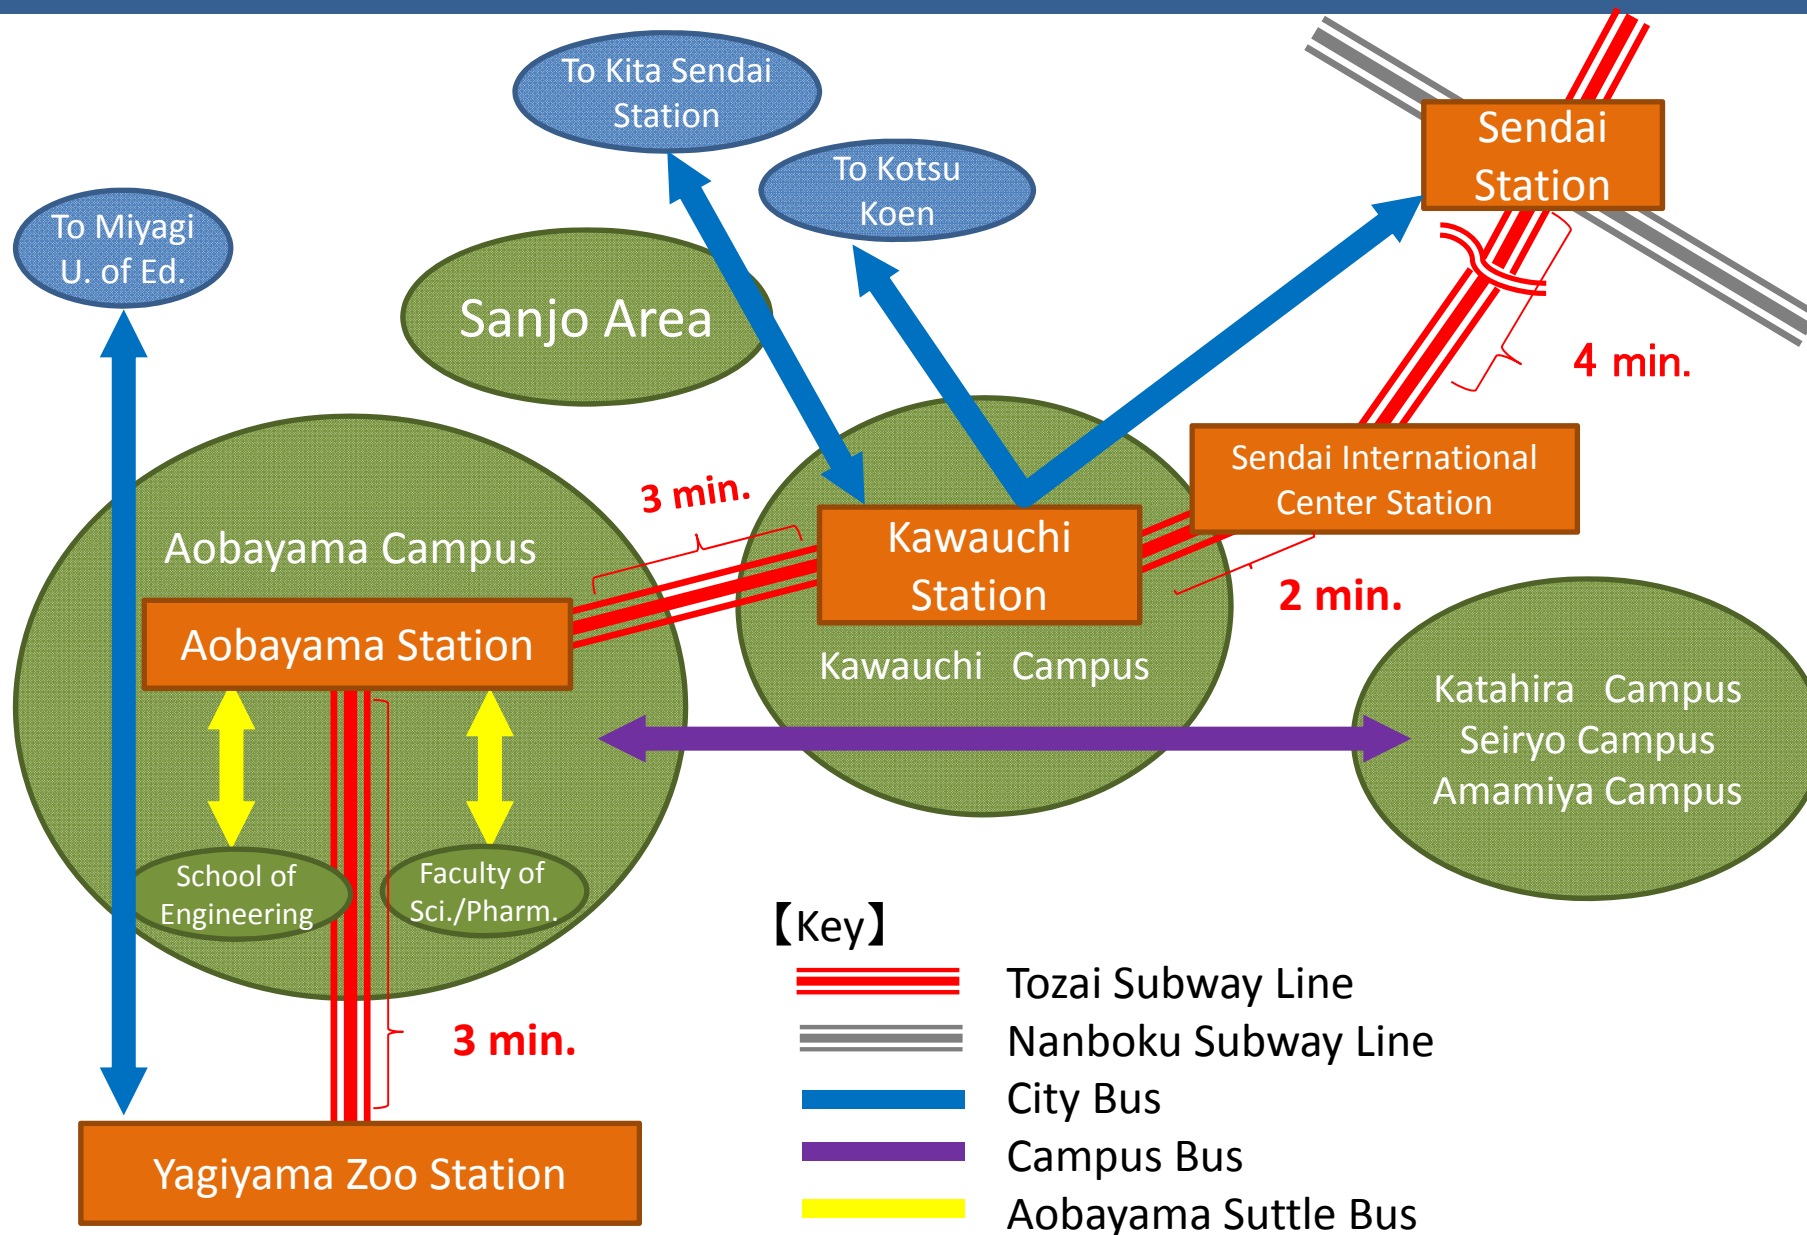 To Kita Sendai
Station
Sendai
Station
To Kotsu
Koen
To Miyagi
U. of Ed.
Sanjo Area
4 min.
Sendai International
Center Station
3 min.
Kawauchi
Station
Aobayama Campus
2 min.
Aobayama Station
Kawauchi Campus
Katahira Campus
Seiryo Campus
Amamiya Campus
School of
Engineering
Faculty of
Sci./Pharm.
【Key】
Tozai Subway Line
3 min.
Nanboku Subway Line
City Bus
Yagiyama Zoo Station
Campus Bus
Aobayama Suttle Bus